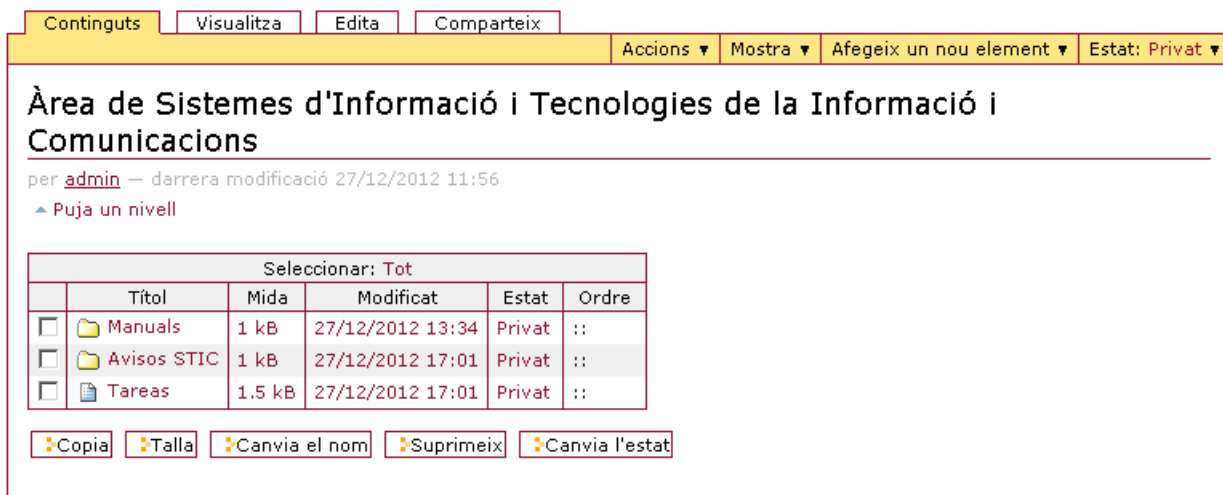 Continguts Visualitza Edita Comparteix
Accions ▼ Mostra ▼ Afegeix un nou element ▼ Estat: Privat ▼
Àrea de Sistemes d'Informació i Tecnologies de la Informació i
Comunicacions
per admin — darrera modificació 27/12/2012 11:56
Puja un nivell
Seleccionar: Tot
Títol Mida Modificat Estat Ordre
Manuals 1 kB 27/12/2012 13:34 Privat ::
Avisos STIC 1 kB 27/12/2012 17:01 Privat ::
Tareas 1.5 kB 27/12/2012 17:01 Privat ::
Copia Talla Canvia el nom Suprimeix Canvia l'estat